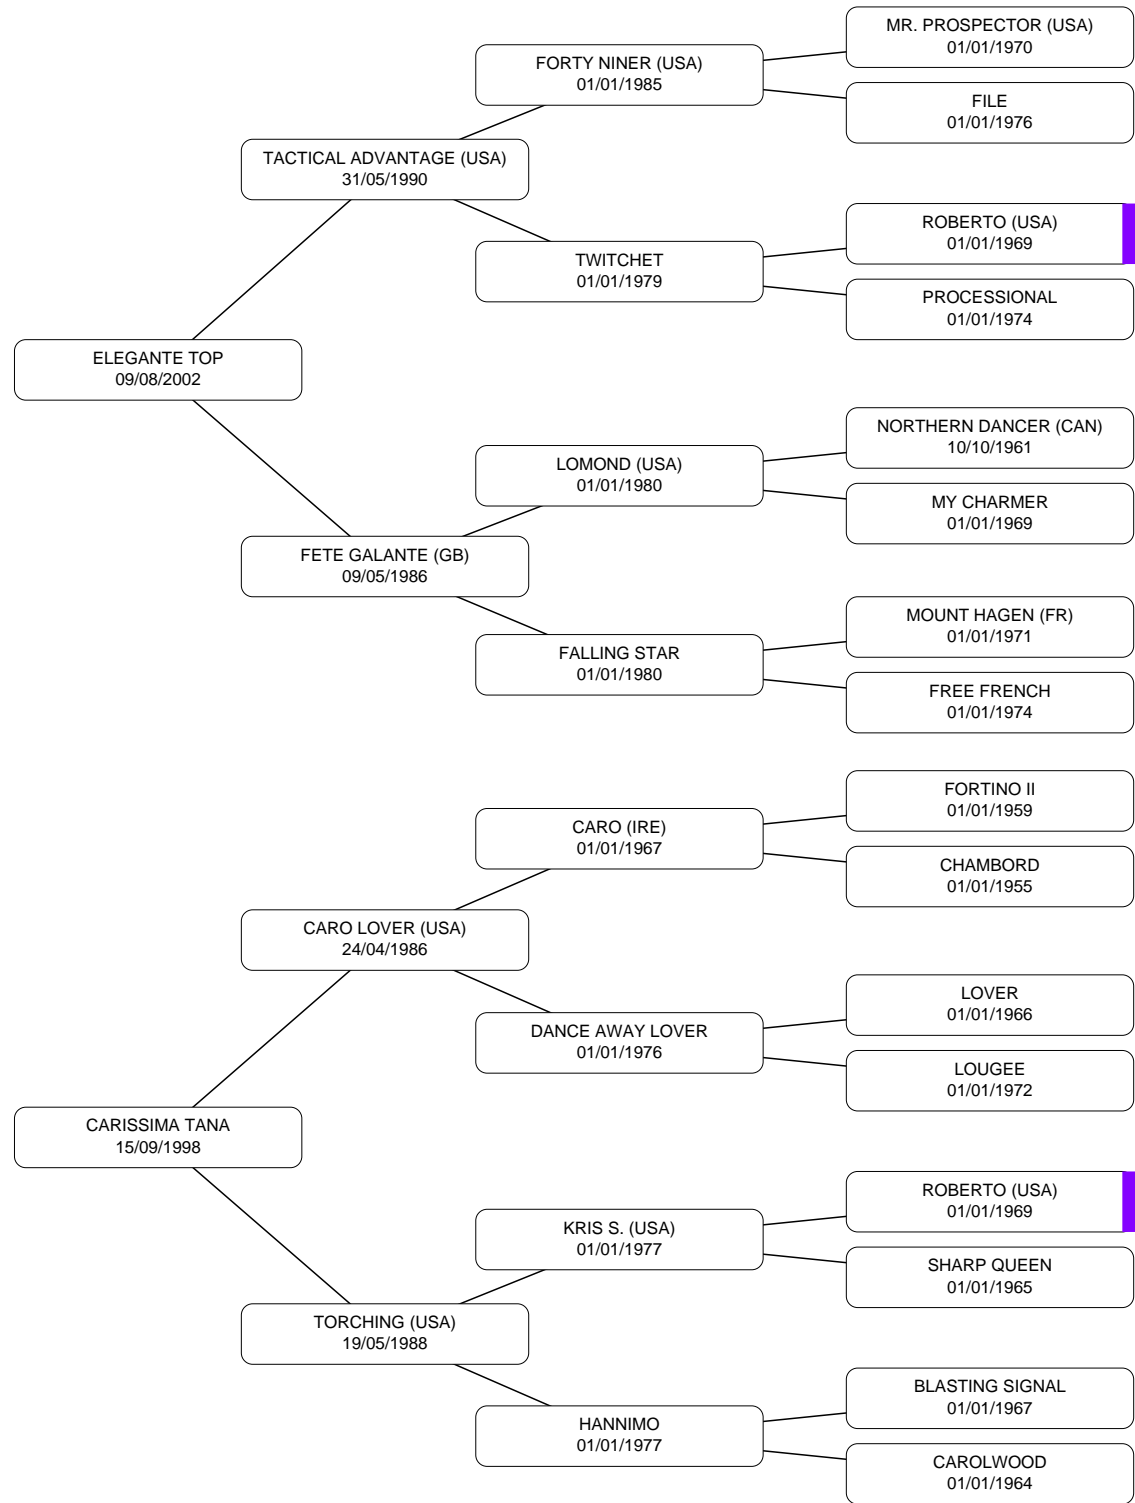 MR. PROSPECTOR (USA)
01/01/1970
FORTY NINER (USA)
01/01/1985
FILE
01/01/1976
TACTICAL ADVANTAGE (USA)
31/05/1990
ROBERTO (USA)
01/01/1969
TWITCHET
01/01/1979
PROCESSIONAL
01/01/1974
ELEGANTE TOP
09/08/2002
NORTHERN DANCER (CAN)
10/10/1961
LOMOND (USA)
01/01/1980
MY CHARMER
01/01/1969
FETE GALANTE (GB)
09/05/1986
MOUNT HAGEN (FR)
01/01/1971
FALLING STAR
01/01/1980
FREE FRENCH
01/01/1974
FORTINO II
01/01/1959
CARO (IRE)
01/01/1967
CHAMBORD
01/01/1955
CARO LOVER (USA)
24/04/1986
LOVER
01/01/1966
DANCE AWAY LOVER
01/01/1976
LOUGEE
01/01/1972
CARISSIMA TANA
15/09/1998
ROBERTO (USA)
01/01/1969
KRIS S. (USA)
01/01/1977
SHARP QUEEN
01/01/1965
TORCHING (USA)
19/05/1988
BLASTING SIGNAL
01/01/1967
HANNIMO
01/01/1977
CAROLWOOD
01/01/1964